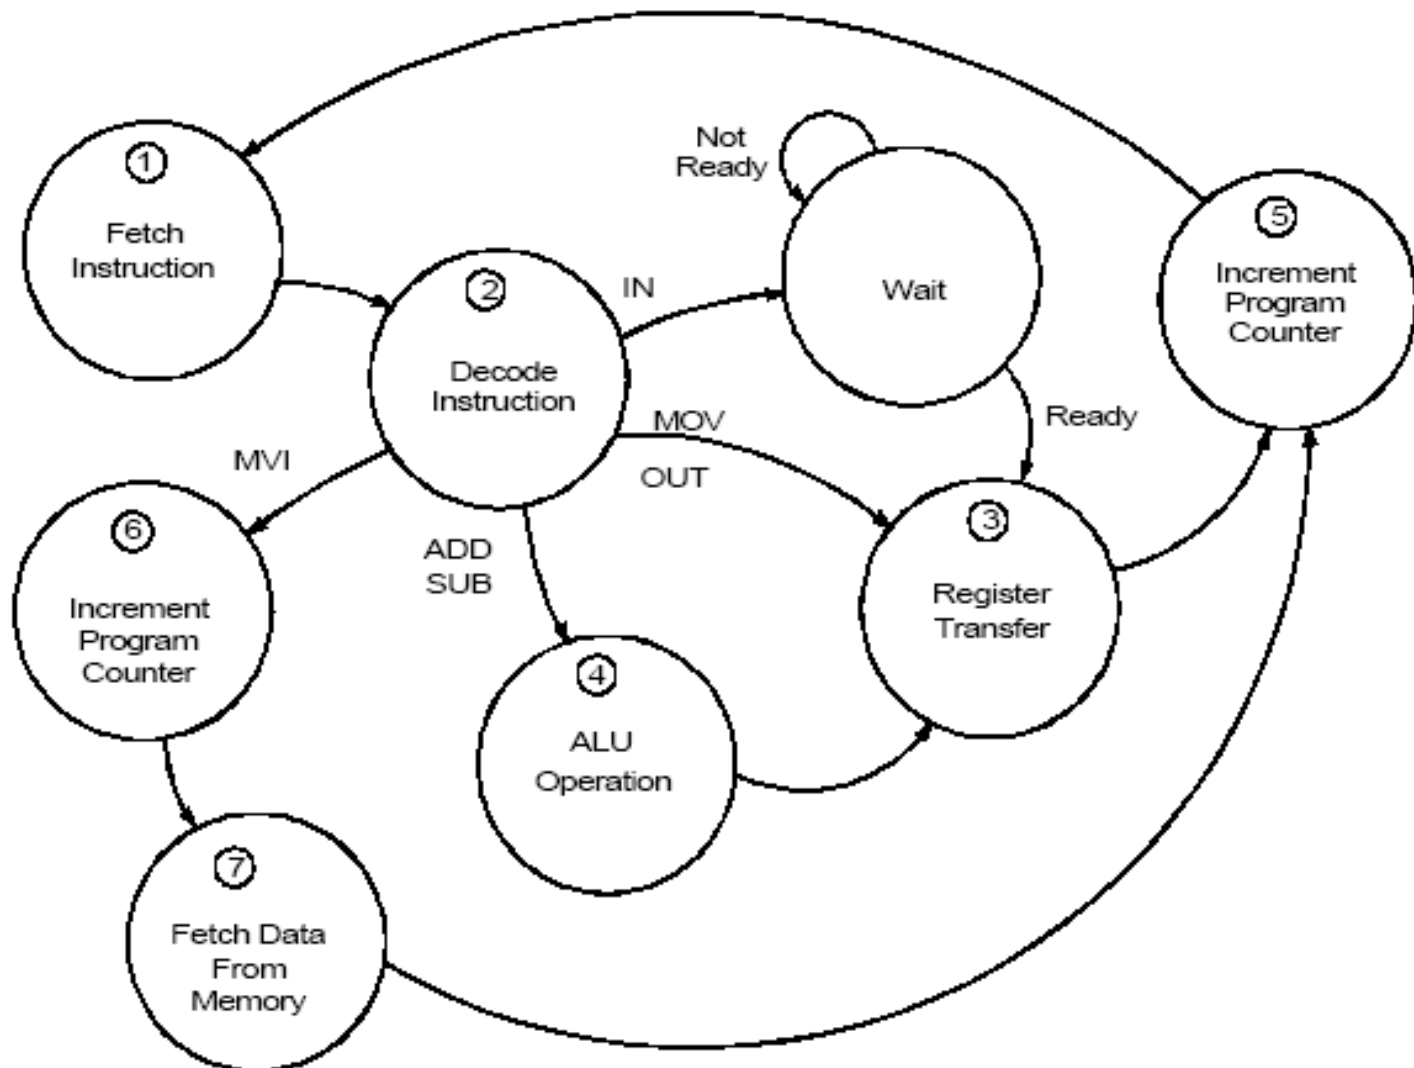 1
Fetch
Instruction
2
Decode
Instruction
IN
Not
Ready
Wait
Ready
5
Increment
Program
Counter
MOV
OUT
3
Register
Transfer
MVI
6
Increment
Program
Counter
ADD
SUB
4
ALU
Operation
7
Fetch Data
From
Memory